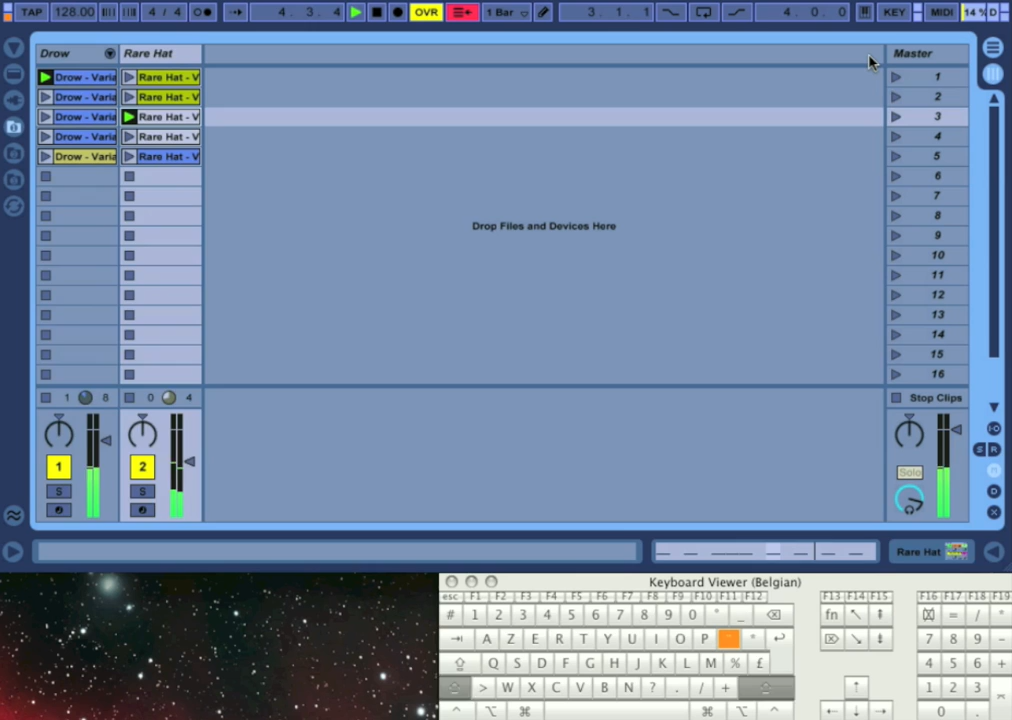 TAP 128.00 4 / 4 4. 3. 4 OVR 1 Bar 3. 1. 1 4. 0. 0 KEY MIDI 14 % D
Drow Rare Hat Master
Drow - Varia Rare Hat - V 1
Drow - Varia Rare Hat - V 2
Drow - Varia Rare Hat - V 3
Drow - Varia Rare Hat - V 4
Drow - Varia Rare Hat - V 5
6
7
8
Drop Files and Devices Here
9
10
11
12
13
14
15
16
1 8 0 4 Stop Clips
1 2 Solo
S S
S R
D
X
Rare Hat
Keyboard Viewer (Belgian)
esc F1 F2 F3 F4 F5 F6 F7 F8 F9 F10 F11 F12 F13 F14 F15 F16 F17 F18 F19
# 1 2 3 4 5 6 7 8 9 0 ° _ fn = / *
A Z E R T Y U I O P 7 8 9 -
Q S D F G H J K L M % £ 4 5 6 +
> W X C V B N ? . / + 1 2 3
0 .